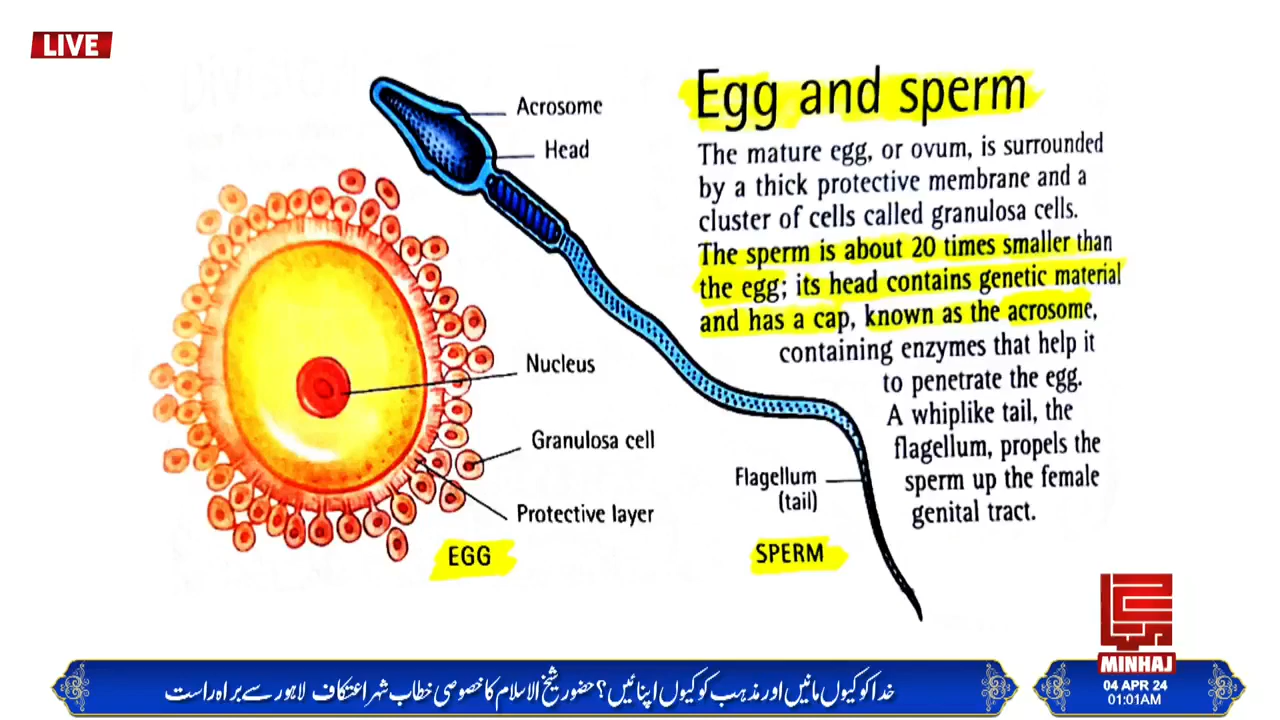 LIVE
Egg and sperm
The mature egg, or ovum, is surrounded
by a thick protective membrane and a
cluster of cells called granulosa cells.
The sperm is about 20 times smaller than
the egg; its head contains genetic material
and has a cap, known as the acrosome,
containing enzymes that help it
to penetrate the egg.
A whiplike tail, the
flagellum, propels the
sperm up the female
genital tract.
Acrosome
Head
Nucleus
Granulosa cell
Protective layer
Flagellum
(tail)
EGG
SPERM
MINHAJ
خدا کو کیوں مانیں اور مذہب کو کیوں اپنائیں؟ حضور شیخ الاسلام کا خصوصی خطاب شہر اعتکاف لاہور سے براہ راست
04 APR 24
01:01AM